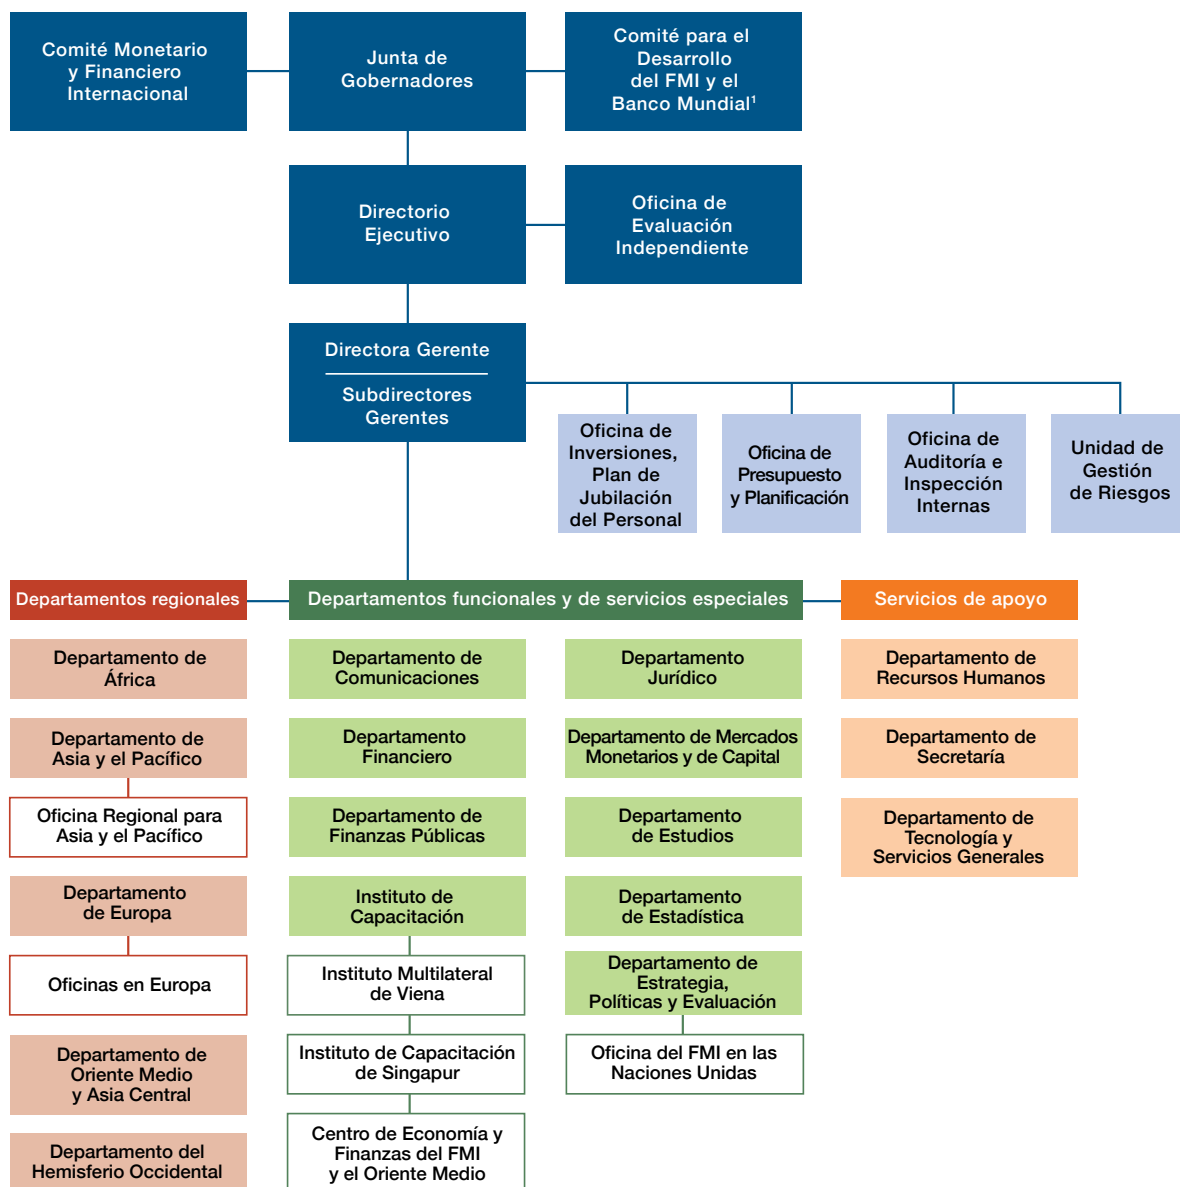 Comité Monetario
y Financiero
Internacional
Junta de
Gobernadores
Comité para el
Desarrollo
del FMI y el
Banco Mundial¹
Directorio
Ejecutivo
Oficina de
Evaluación
Independiente
Directora Gerente
Subdirectores
Gerentes
Oficina de
Inversiones,
Plan de
Jubilación
del Personal
Oficina de
Presupuesto
y Planificación
Oficina de
Auditoría e
Inspección
Internas
Unidad de
Gestión
de Riesgos
Departamentos regionales
Departamentos funcionales y de servicios especiales
Servicios de apoyo
Departamento de
África
Departamento de
Asia y el Pacífico
Oficina Regional para
Asia y el Pacífico
Departamento
de Europa
Oficinas en Europa
Departamento de
Oriente Medio
y Asia Central
Departamento del
Hemisferio Occidental
Departamento de
Comunicaciones
Departamento
Financiero
Departamento de
Finanzas Públicas
Instituto de
Capacitación
Instituto Multilateral
de Viena
Instituto de Capacitación
de Singapur
Centro de Economía y
Finanzas del FMI
y el Oriente Medio
Departamento
Jurídico
Departamento de Mercados
Monetarios y de Capital
Departamento
de Estudios
Departamento
de Estadística
Departamento de
Estrategia,
Políticas y Evaluación
Oficina del FMI en las
Naciones Unidas
Departamento de
Recursos Humanos
Departamento de
Secretaría
Departamento de
Tecnología y
Servicios Generales